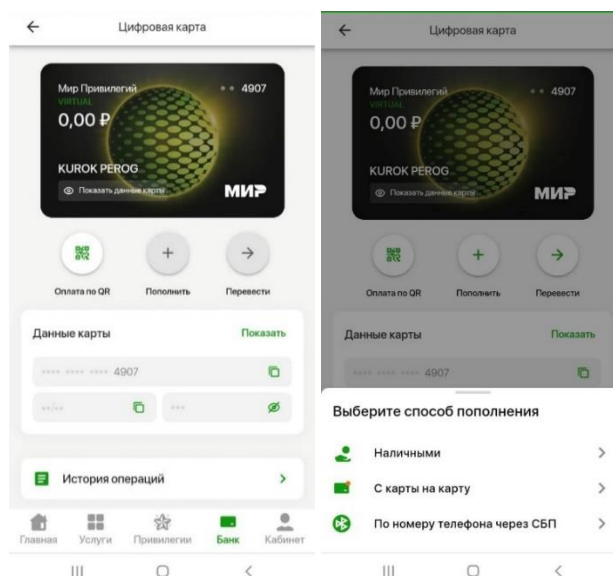 Цифровая карта
Мир Привилегий
VIRTUAL
4907
0,00 ₽
KUROK PEROG
Показать данные карты
МИР
Оплата по QR
Пополнить
Перевести
Данные карты
Показать
•••• •••• •••• 4907
••/••
•••
История операций
Главная
Услуги
Привилегии
Банк
Кабинет
Цифровая карта
Мир Привилегий
VIRTUAL
4907
0,00 ₽
KUROK PEROG
Показать данные карты
МИР
Оплата по QR
Пополнить
Перевести
Данные карты
Показать
•••• •••• •••• 4907
Выберите способ пополнения
Наличными
С карты на карту
По номеру телефона через СБП